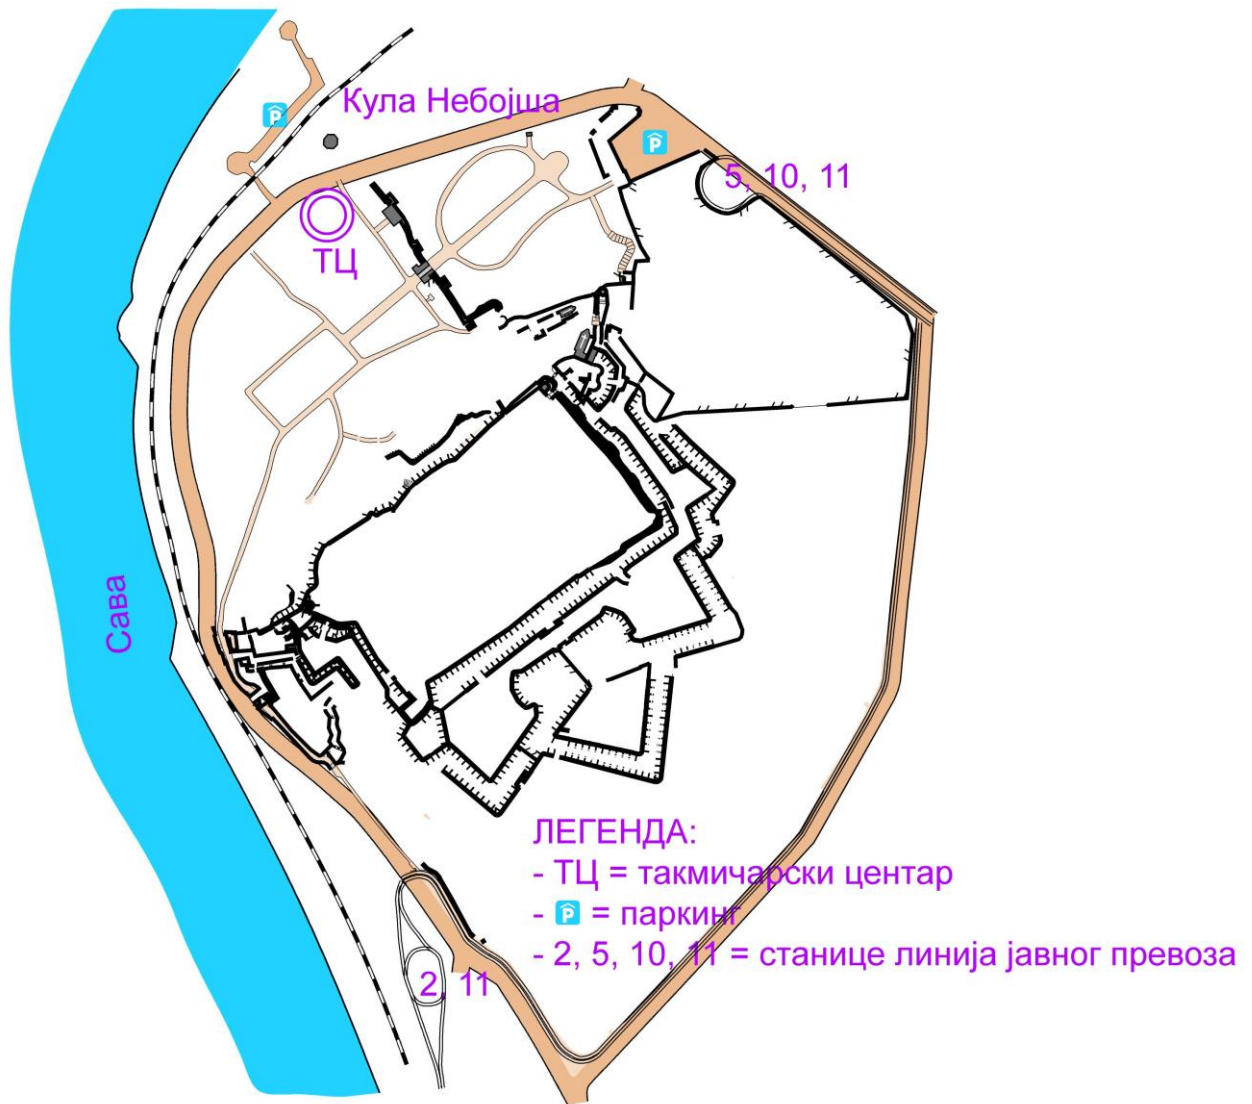 Кула Небојша
P
P
5, 10, 11
ТЦ
Сава
ЛЕГЕНДА:
- ТЦ = такмичарски центар
- P = паркинг
- 2, 5, 10, 11 = станице линија јавног превоза
2, 11